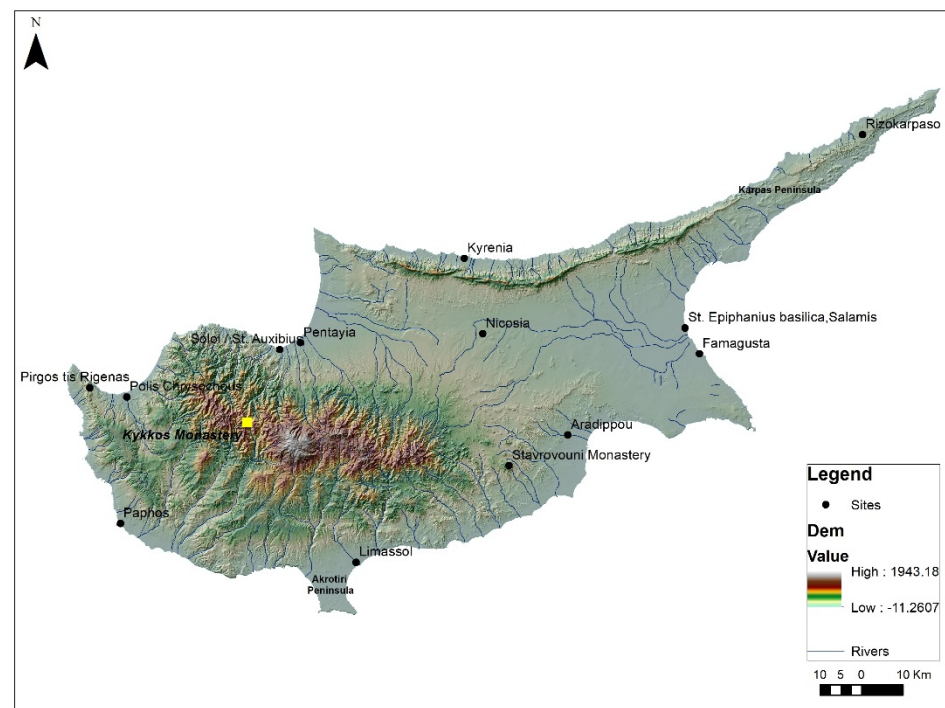 N
Rizokarpaso
Karpas Peninsula
Kyrenia
St. Epiphanius basilica,Salamis
Nicosia
Pentayia
Soloi / St. Auxibius
Famagusta
Pirgos tis Rigenas
Polis Chrysochous
Kykkos Monastery
Aradippou
Stavrovouni Monastery
Paphos
Limassol
Akrotiri
Peninsula
Legend
Sites
Dem
Value
High : 1943.18
Low : -11.2607
Rivers
10 5 0 10 Km